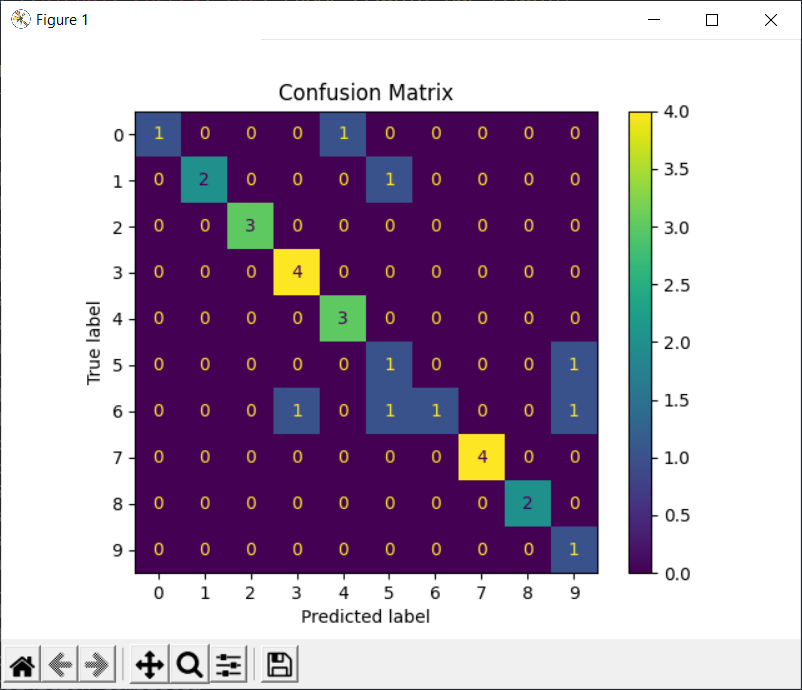 Figure 1
Confusion Matrix
True label
0 1 0 0 0 1 0 0 0 0 0
1 0 2 0 0 0 1 0 0 0 0
2 0 0 3 0 0 0 0 0 0 0
3 0 0 0 4 0 0 0 0 0 0
4 0 0 0 0 3 0 0 0 0 0
5 0 0 0 0 0 1 0 0 0 1
6 0 0 0 1 0 1 1 0 0 1
7 0 0 0 0 0 0 0 4 0 0
8 0 0 0 0 0 0 0 0 2 0
9 0 0 0 0 0 0 0 0 0 1
0 1 2 3 4 5 6 7 8 9
Predicted label
4.0
3.5
3.0
2.5
2.0
1.5
1.0
0.5
0.0